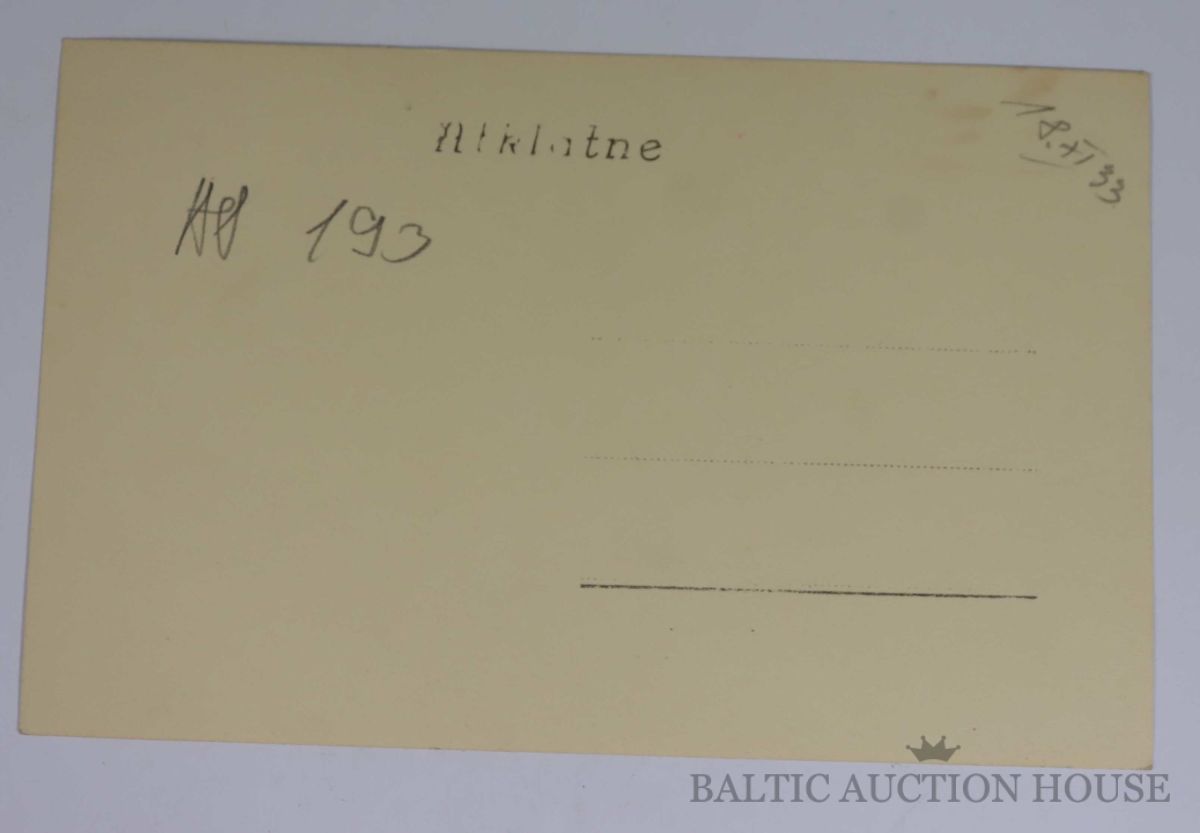 Atklatne
193
18.XI 33
BALTIC AUCTION HOUSE